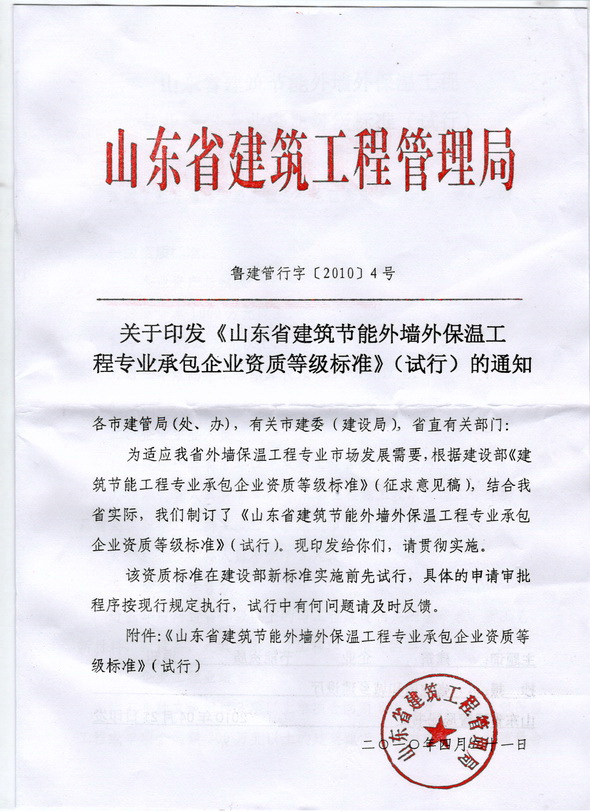 山东省建筑工程管理局
鲁建管行字〔2010〕4号
关于印发《山东省建筑节能外墙外保温工
程专业承包企业资质等级标准》（试行）的通知
各市建管局（处、办），有关市建委（建设局），省直有关部门：
为适应我省外墙保温工程专业市场发展需要，根据建设部《建
筑节能工程专业承包企业资质等级标准》（征求意见稿），结合我
省实际，我们制订了《山东省建筑节能外墙外保温工程专业承包
企业资质等级标准》（试行）。现印发给你们，请贯彻实施。
该资质标准在建设部新标准实施前先试行，具体的申请审批
程序按现行规定执行，试行中有何问题请及时反馈。
附件：《山东省建筑节能外墙外保温工程专业承包企业资质等
级标准》（试行）
山东省建筑工程管理局
二〇一〇年四月 十一日